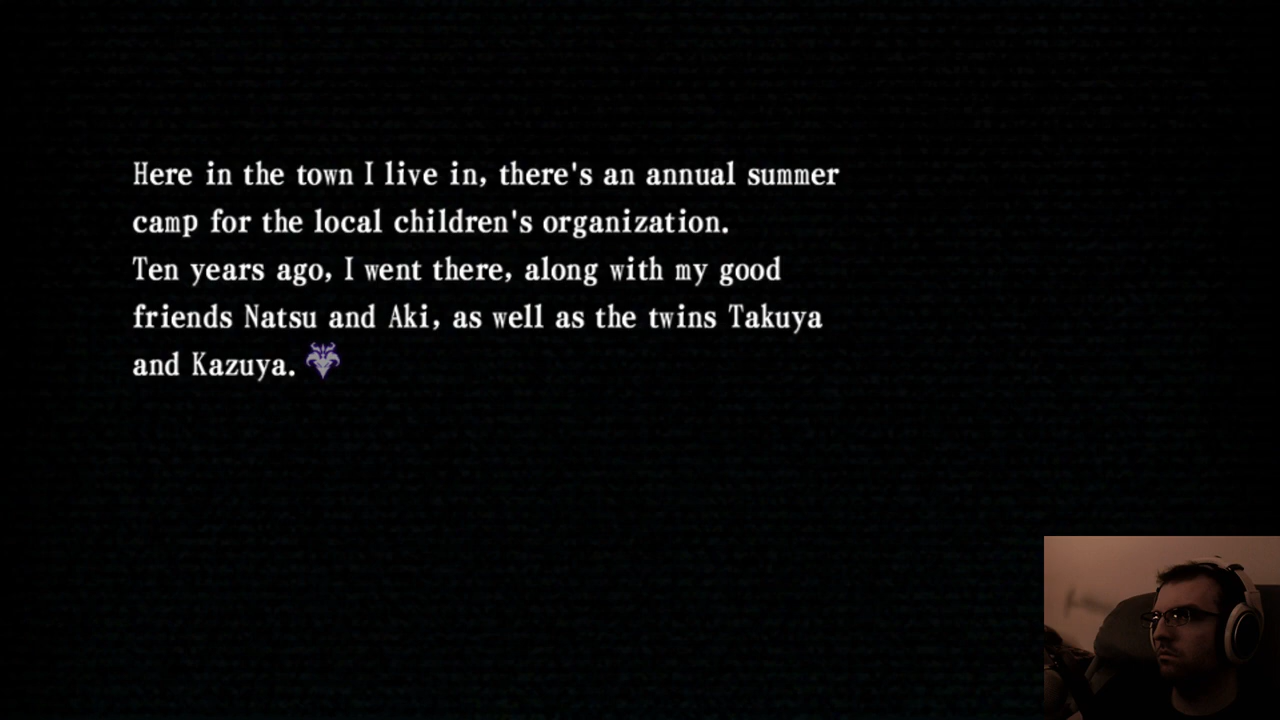 Here in the town I live in, there's an annual summer
camp for the local children's organization.
Ten years ago, I went there, along with my good
friends Natsu and Aki, as well as the twins Takuya
and Kazuya.